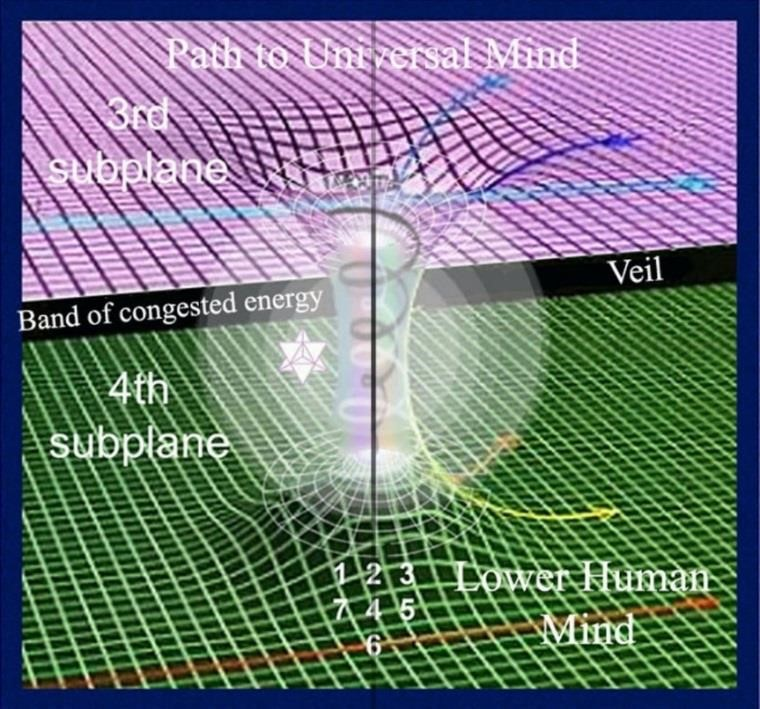 Path to Universal Mind
3rd
subplane
Veil
Band of congested energy
4th
subplane
1 2 3
7 4 5
6
Lower Human
Mind